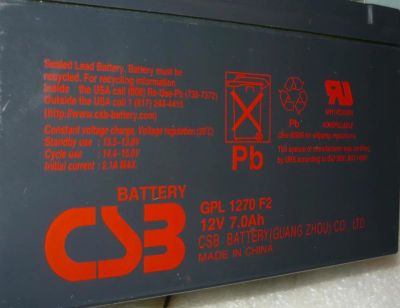 Sealed Lead Battery. Battery must be
recycled. For recycling information
Inside the USA call (800) Re-Use-Pb (738-7372)
Outside the USA 1 (817) 244-4415
(http://www.csb-battery.com)
Constant voltage charge. Voltage regulation (25°C)
Standby use : 13.5-13.8V
Cycle use : 14.4-15.0V
Initial current : 2.1A MAX
Pb
Pb
NONSPILLABLE
BATTERY
CSB
GPL 1270 F2
12V 7.0Ah
CSB BATTERY(GUANG ZHOU) CO., LTD.
MADE IN CHINA